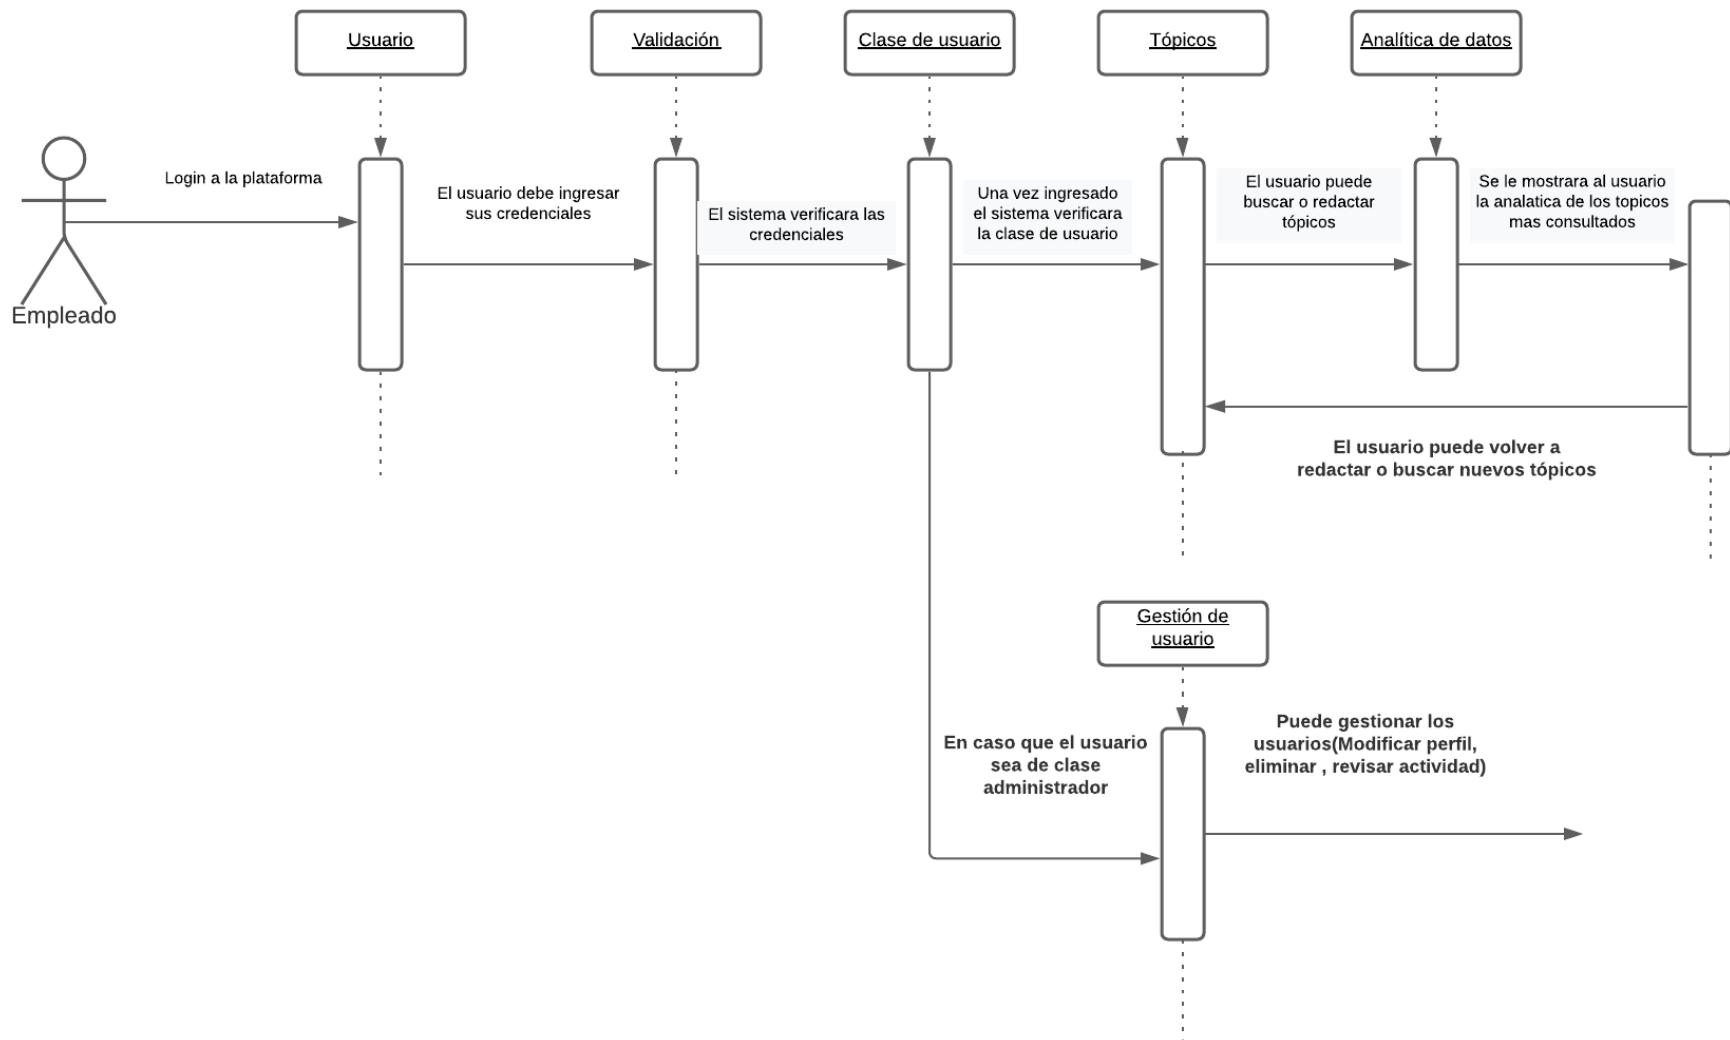 Usuario
Validación
Clase de usuario
Tópicos
Analítica de datos
Empleado
Login a la plataforma
El usuario debe ingresar
sus credenciales
El sistema verificara las
credenciales
Una vez ingresado
el sistema verificara
la clase de usuario
El usuario puede
buscar o redactar
tópicos
Se le mostrara al usuario
la analatica de los topicos
mas consultados
El usuario puede volver a
redactar o buscar nuevos tópicos
Gestión de
usuario
En caso que el usuario
sea de clase
administrador
Puede gestionar los
usuarios(Modificar perfil,
eliminar , revisar actividad)